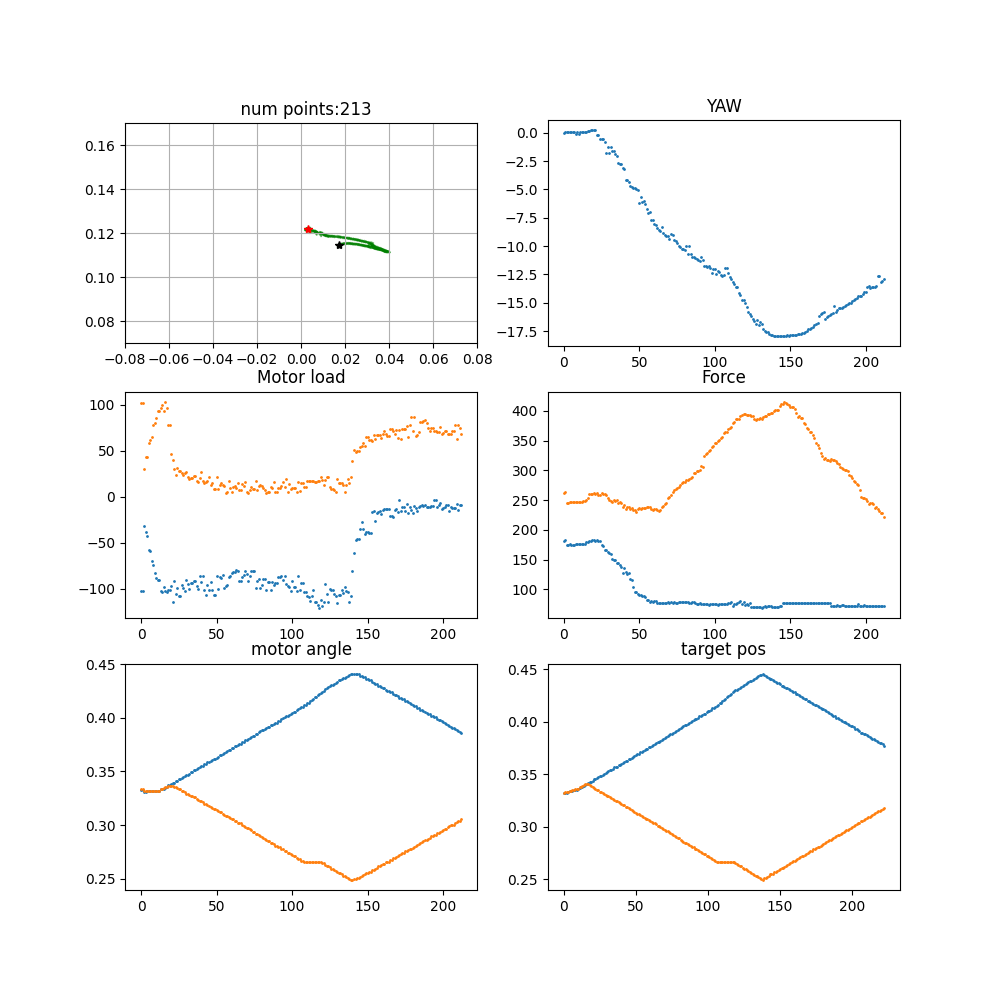 num points:213
YAW
0.16
0.14
0.12
0.10
0.08
−0.08 −0.06 −0.04 −0.02 0.00 0.02 0.04 0.06 0.08
0.0
−2.5
−5.0
−7.5
−10.0
−12.5
−15.0
−17.5
0 50 100 150 200
Motor load
Force
100
50
0
−50
−100
0 50 100 150 200
400
350
300
250
200
150
100
0 50 100 150 200
motor angle
target pos
0.45
0.40
0.35
0.30
0.25
0 50 100 150 200
0.45
0.40
0.35
0.30
0.25
0 50 100 150 200